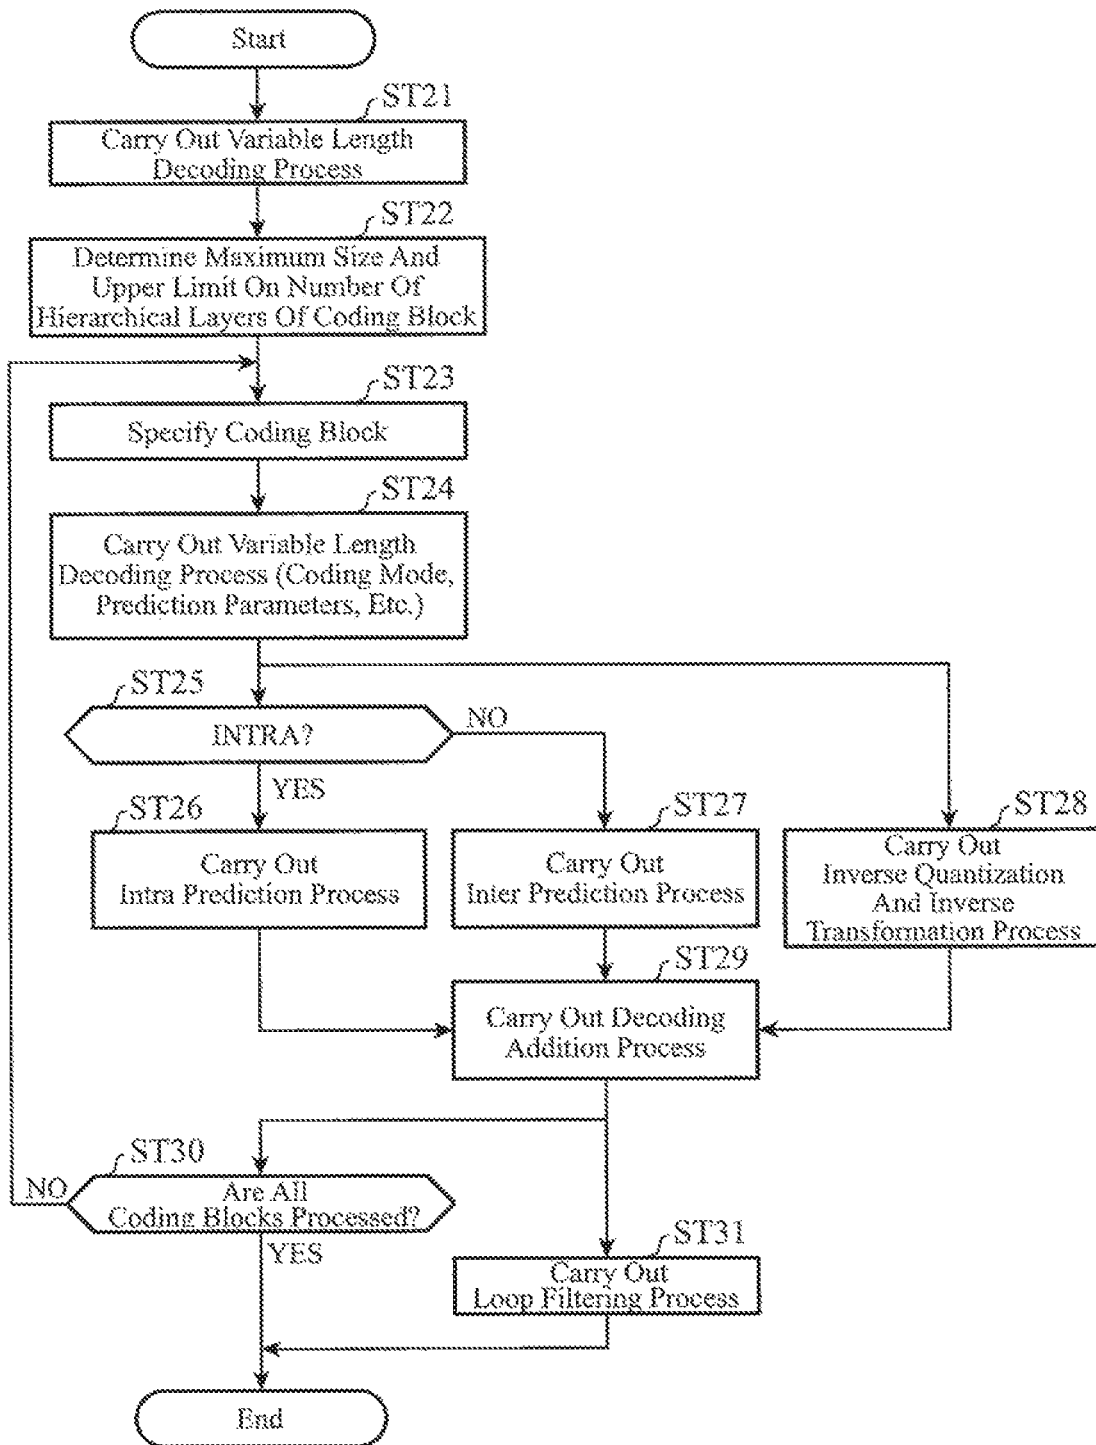 Start
ST21
Carry Out Variable Length
Decoding Process
ST22
Determine Maximum Size And
Upper Limit On Number Of
Hierarchical Layers Of Coding Block
ST23
Specify Coding Block
ST24
Carry Out Variable Length
Decoding Process (Coding Mode,
Prediction Parameters, Etc.)
ST25
INTRA?
NO
YES
ST26
Carry Out
Intra Prediction Process
ST27
Carry Out
Inter Prediction Process
ST28
Carry Out
Inverse Quantization
And Inverse
Transformation Process
ST29
Carry Out Decoding
Addition Process
ST30
Are All
Coding Blocks Processed?
NO
YES
ST31
Carry Out
Loop Filtering Process
End